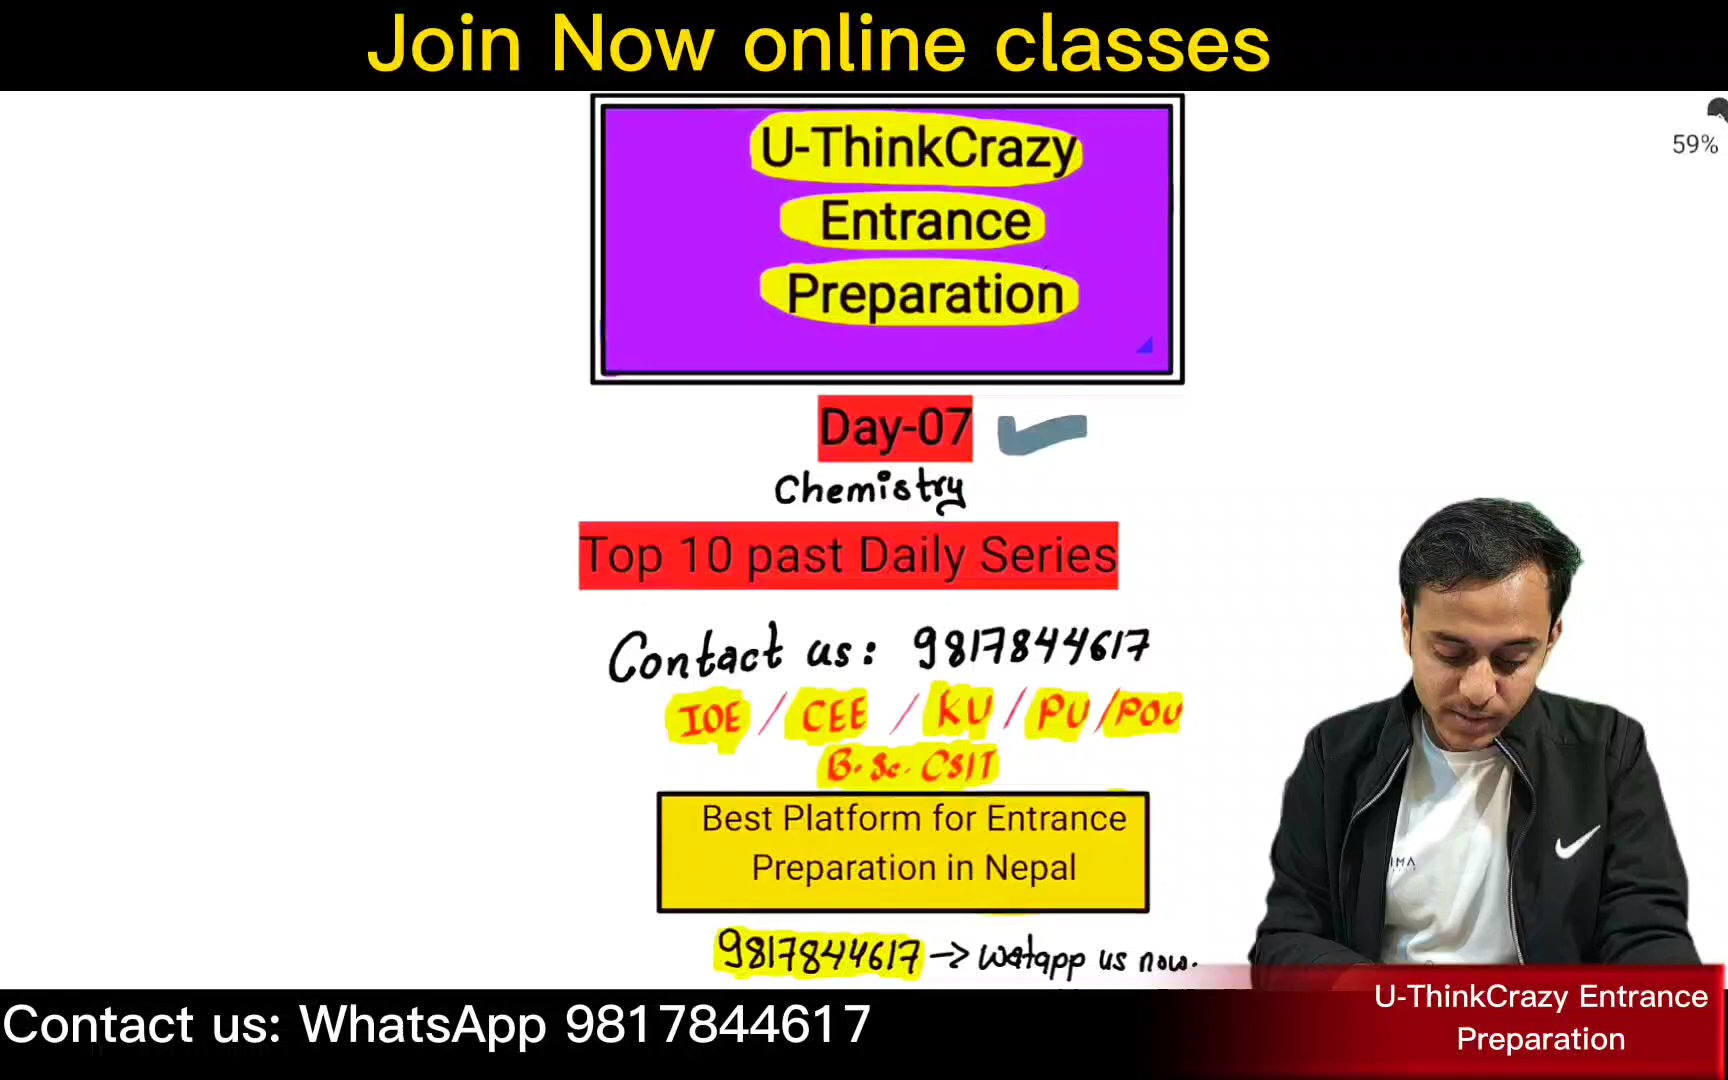 Join Now online classes
59%
U-ThinkCrazy
Entrance
Preparation
Day-07
Chemistry
Top 10 past Daily Series
Contact us: 9817844617
IOE / CEE / KU / PU / POU
B.Sc. CSIT
Best Platform for Entrance
Preparation in Nepal
9817844617 → watapp us now.
IMA
Contact us: WhatsApp 9817844617
U-ThinkCrazy Entrance
Preparation